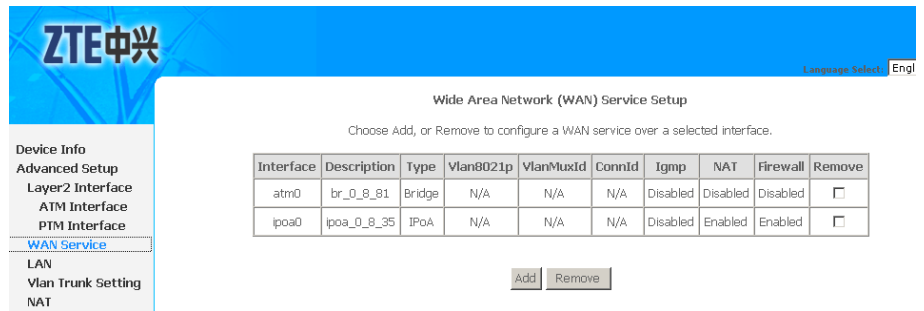 ZTE中兴
Language Select: Engl
Wide Area Network (WAN) Service Setup
Choose Add, or Remove to configure a WAN service over a selected interface.
Device Info
Advanced Setup
Layer2 Interface
ATM Interface
PTM Interface
WAN Service
LAN
Vlan Trunk Setting
NAT
Interface Description Type Vlan8021p VlanMuxId ConnId Igmp NAT Firewall Remove
atm0 br_0_8_81 Bridge N/A N/A N/A Disabled Disabled Disabled
ipoa0 ipoa_0_8_35 IPoA N/A N/A N/A Disabled Enabled Enabled
Add Remove